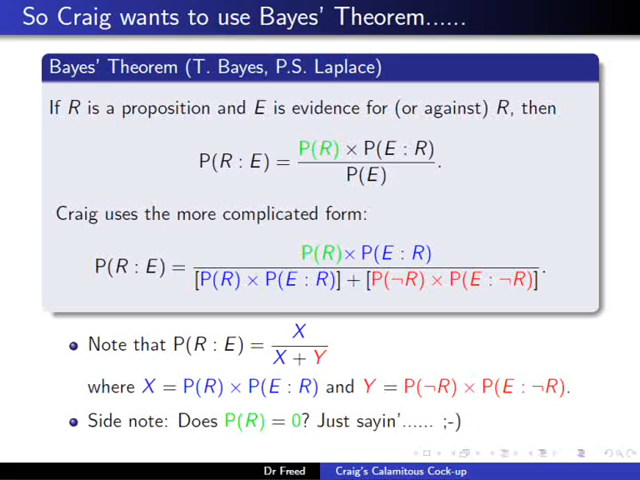 So Craig wants to use Bayes' Theorem......
Bayes' Theorem (T. Bayes, P.S. Laplace)
If R is a proposition and E is evidence for (or against) R, then
P(R : E) = P(R) × P(E : R) / P(E).
Craig uses the more complicated form:
P(R : E) = P(R)× P(E : R) / [P(R) × P(E : R)] + [P(¬R) × P(E : ¬R)].
Note that P(R : E) = X / X + Y
where X = P(R) × P(E : R) and Y = P(¬R) × P(E : ¬R).
Side note: Does P(R) = 0? Just sayin'...... ;-)
Dr Freed Craig's Calamitous Cock-up